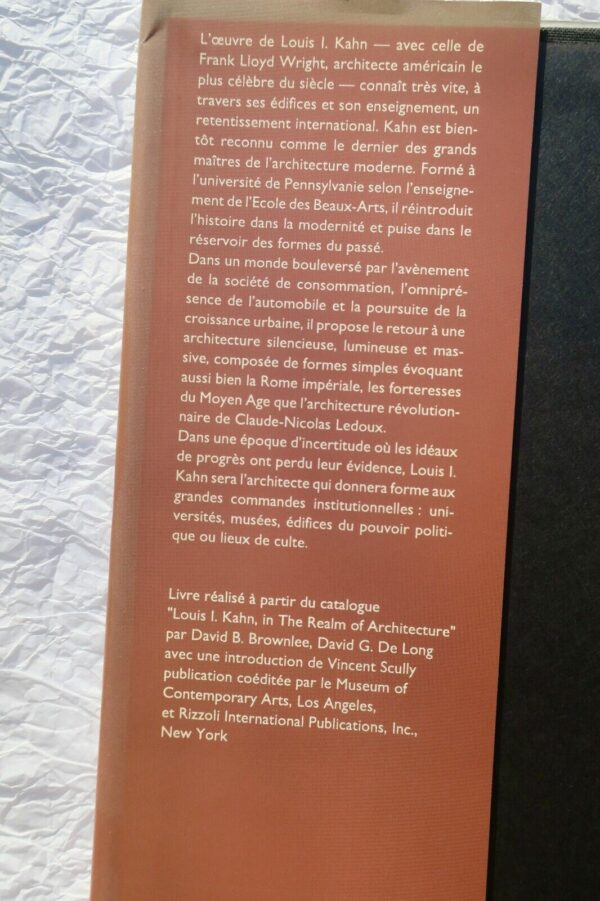 L'œuvre de Louis I. Kahn — avec celle de
Frank Lloyd Wright, architecte américain le
plus célèbre du siècle — connaît très vite, à
travers ses édifices et son enseignement, un
retentissement international. Kahn est bien-
tôt reconnu comme le dernier des grands
maîtres de l'architecture moderne. Formé à
l'université de Pennsylvanie selon l'enseigne-
ment de l'Ecole des Beaux-Arts, il réintroduit
l'histoire dans la modernité et puise dans le
réservoir des formes du passé.
Dans un monde bouleversé par l'avènement
de la société de consommation, l'omnipré-
sence de l'automobile et la poursuite de la
croissance urbaine, il propose le retour à une
architecture silencieuse, lumineuse et mas-
sive, composée de formes simples évoquant
aussi bien la Rome impériale, les forteresses
du Moyen Age que l'architecture révolution-
naire de Claude-Nicolas Ledoux.
Dans une époque d'incertitude où les idéaux
de progrès ont perdu leur évidence, Louis I.
Kahn sera l'architecte qui donnera forme aux
grandes commandes institutionnelles : uni-
versités, musées, édifices du pouvoir politi-
que ou lieux de culte.
Livre réalisé à partir du catalogue
"Louis I. Kahn, in The Realm of Architecture"
par David B. Brownlee, David G. De Long
avec une introduction de Vincent Scully
publication coéditée par le Museum of
Contemporary Arts, Los Angeles,
et Rizzoli International Publications, Inc.,
New York